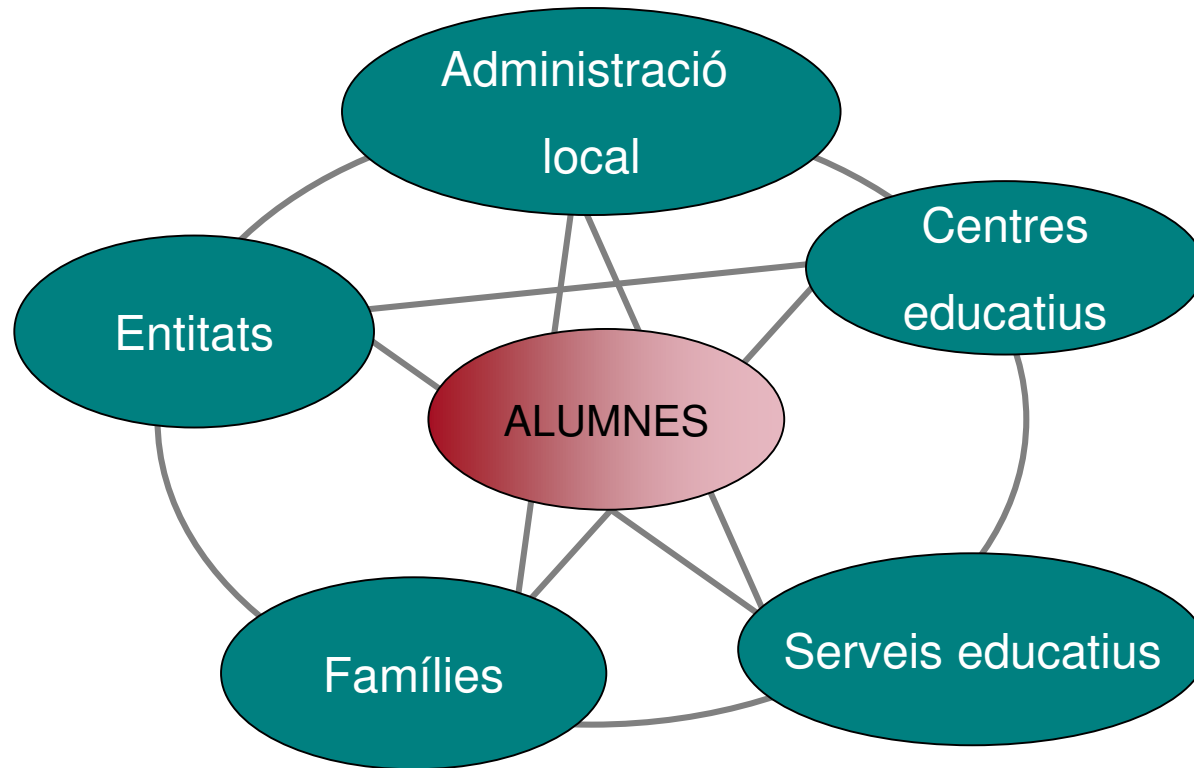 Administració
local
Centres
educatius
Entitats
ALUMNES
Serveis educatius
Famílies